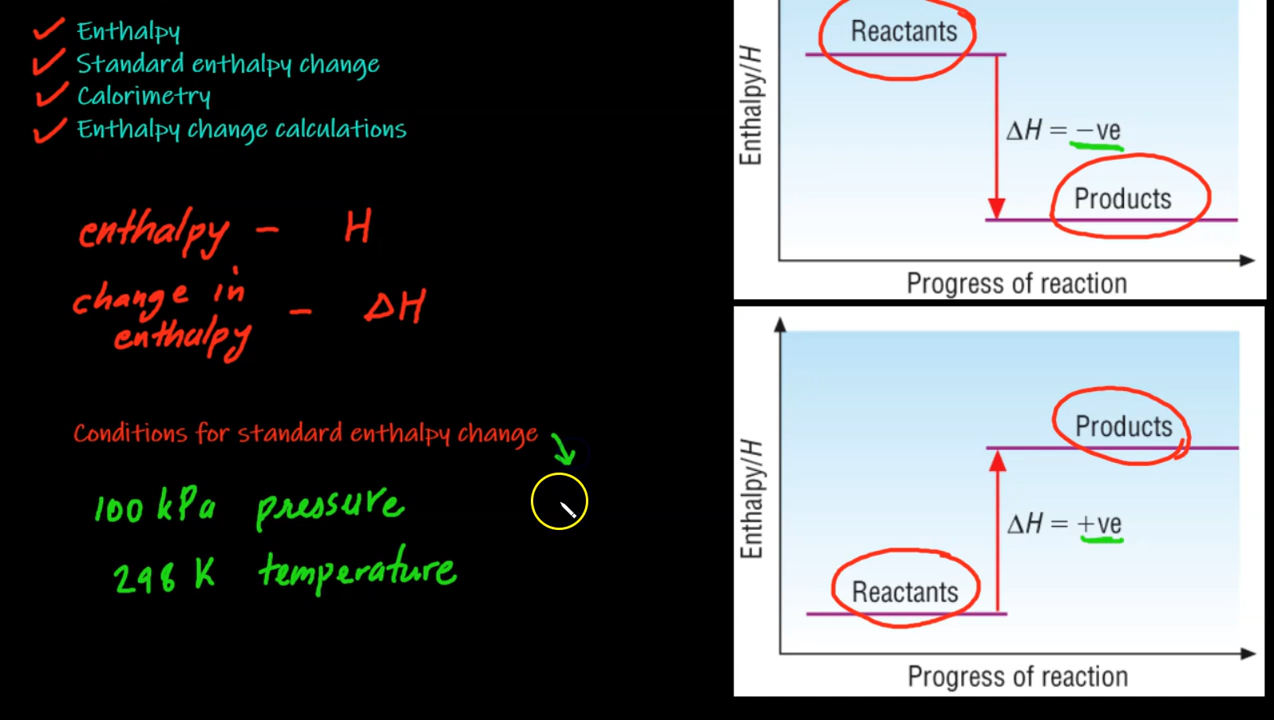 Enthalpy
Standard enthalpy change
Calorimetry
Enthalpy change calculations
enthalpy – H
change in
enthalpy – ΔH
Conditions for standard enthalpy change
100 kPa pressure
298 K temperature
Enthalpy/H
Reactants
ΔH = −ve
Products
Progress of reaction
Enthalpy/H
Products
ΔH = +ve
Reactants
Progress of reaction